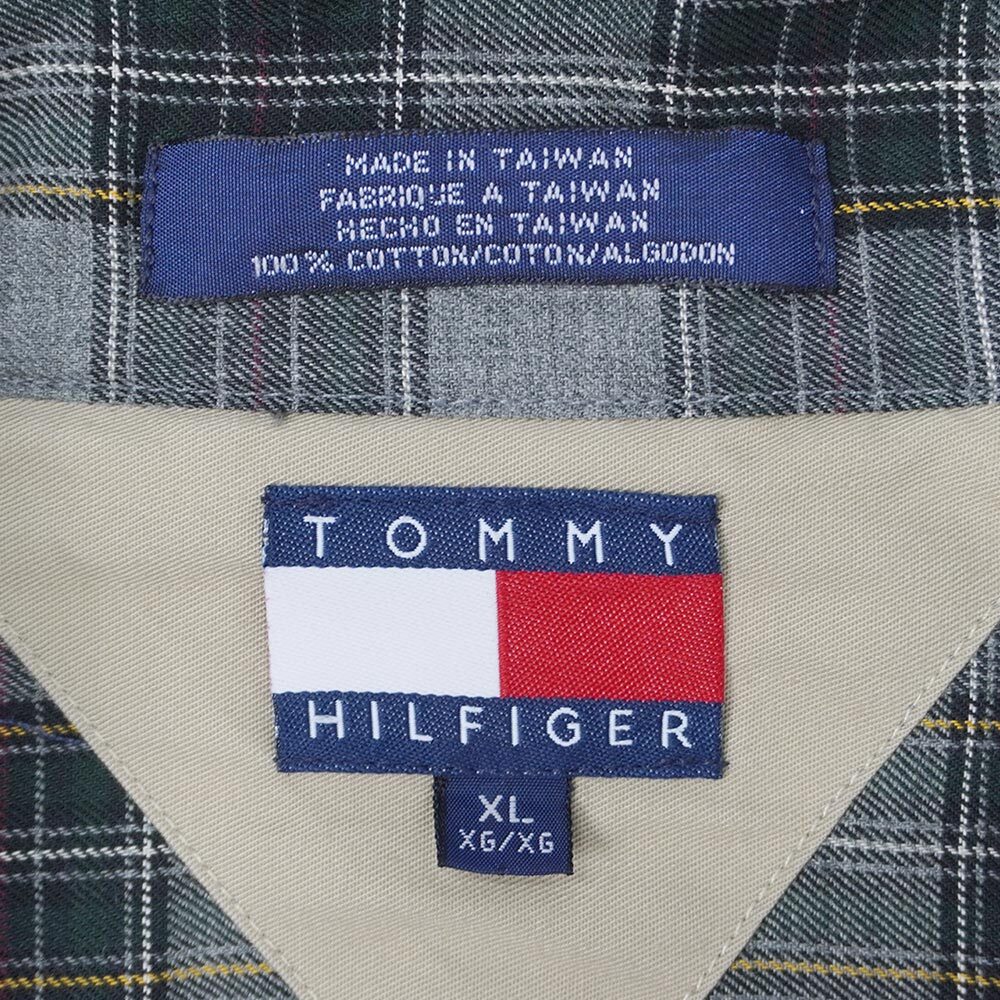 MADE IN TAIWAN
FABRIQUE A TAIWAN
HECHO EN TAIWAN
100% COTTON/COTON/ALGODON
TOMMY
HILFIGER
XL
XG/XG